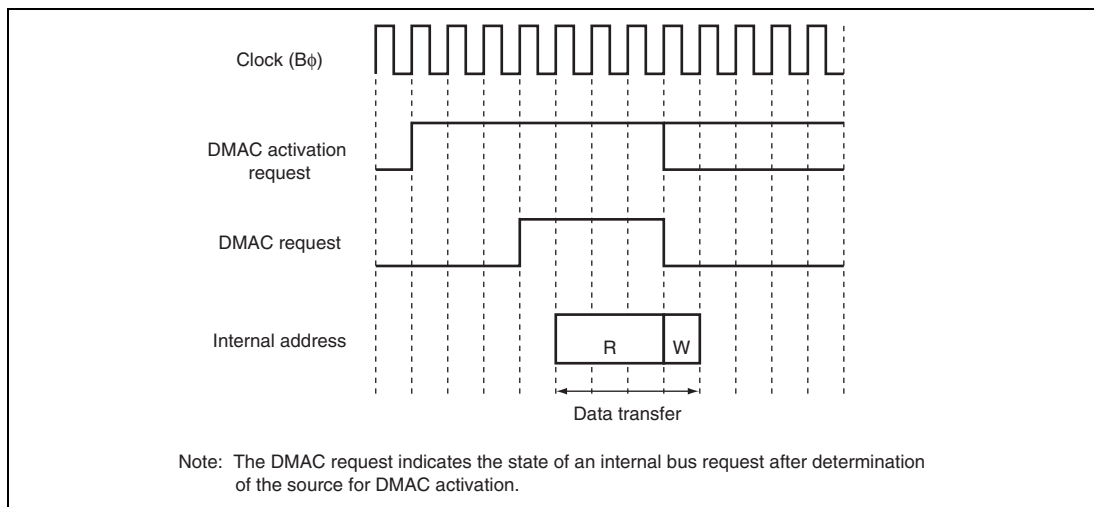 Clock (Bϕ)
DMAC activation
request
DMAC request
Internal address
R
W
Data transfer
Note: The DMAC request indicates the state of an internal bus request after determination
of the source for DMAC activation.